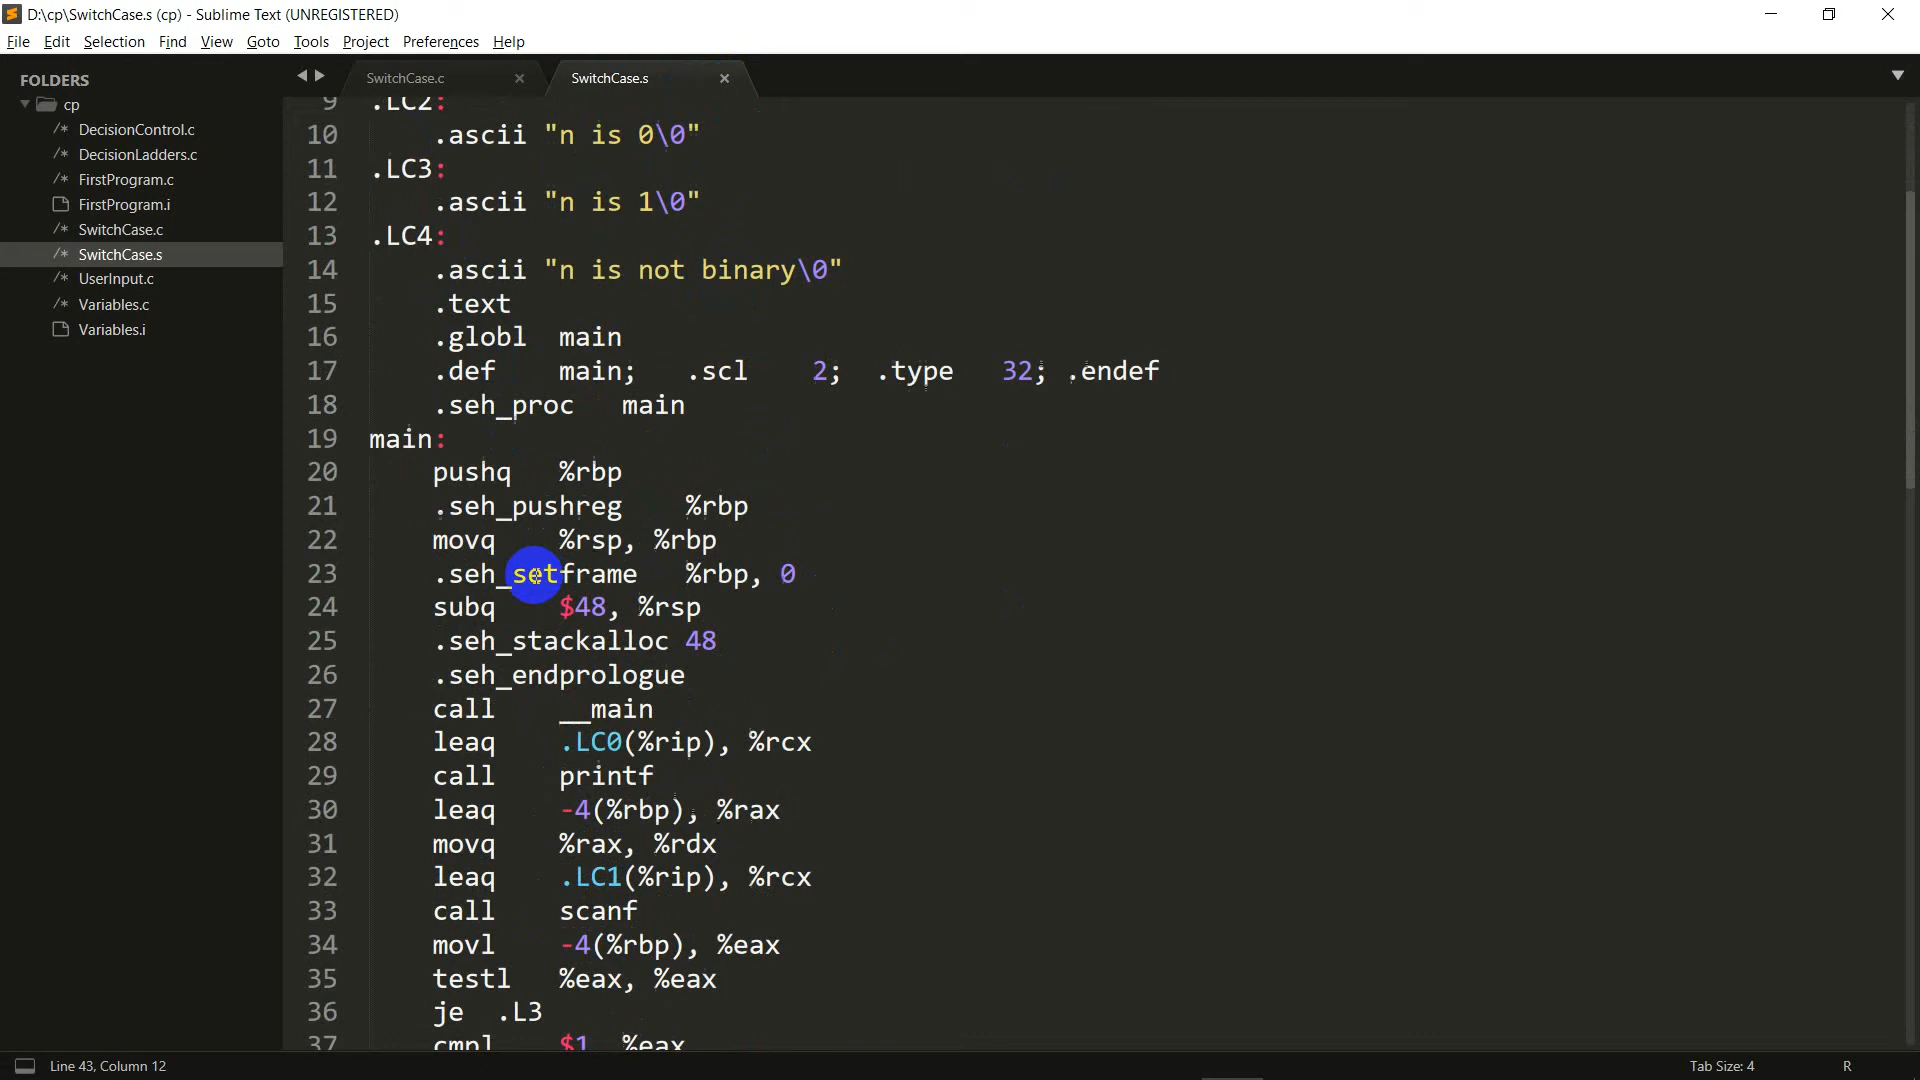 D:\cp\SwitchCase.s (cp) - Sublime Text (UNREGISTERED)
File Edit Selection Find View Goto Tools Project Preferences Help
FOLDERS
cp
DecisionControl.c
DecisionLadders.c
FirstProgram.c
FirstProgram.i
SwitchCase.c
SwitchCase.s
UserInput.c
Variables.c
Variables.i
SwitchCase.c SwitchCase.s
9 .LC2:
10 .ascii "n is 0\0"
11 .LC3:
12 .ascii "n is 1\0"
13 .LC4:
14 .ascii "n is not binary\0"
15 .text
16 .globl main
17 .def main; .scl 2; .type 32; .endef
18 .seh_proc main
19 main:
20 pushq %rbp
21 .seh_pushreg %rbp
22 movq %rsp, %rbp
23 .seh_setframe %rbp, 0
24 subq $48, %rsp
25 .seh_stackalloc 48
26 .seh_endprologue
27 call __main
28 leaq .LC0(%rip), %rcx
29 call printf
30 leaq -4(%rbp), %rax
31 movq %rax, %rdx
32 leaq .LC1(%rip), %rcx
33 call scanf
34 movl -4(%rbp), %eax
35 testl %eax, %eax
36 je .L3
37 cmpl $1, %eax
Line 43, Column 12
Tab Size: 4 R